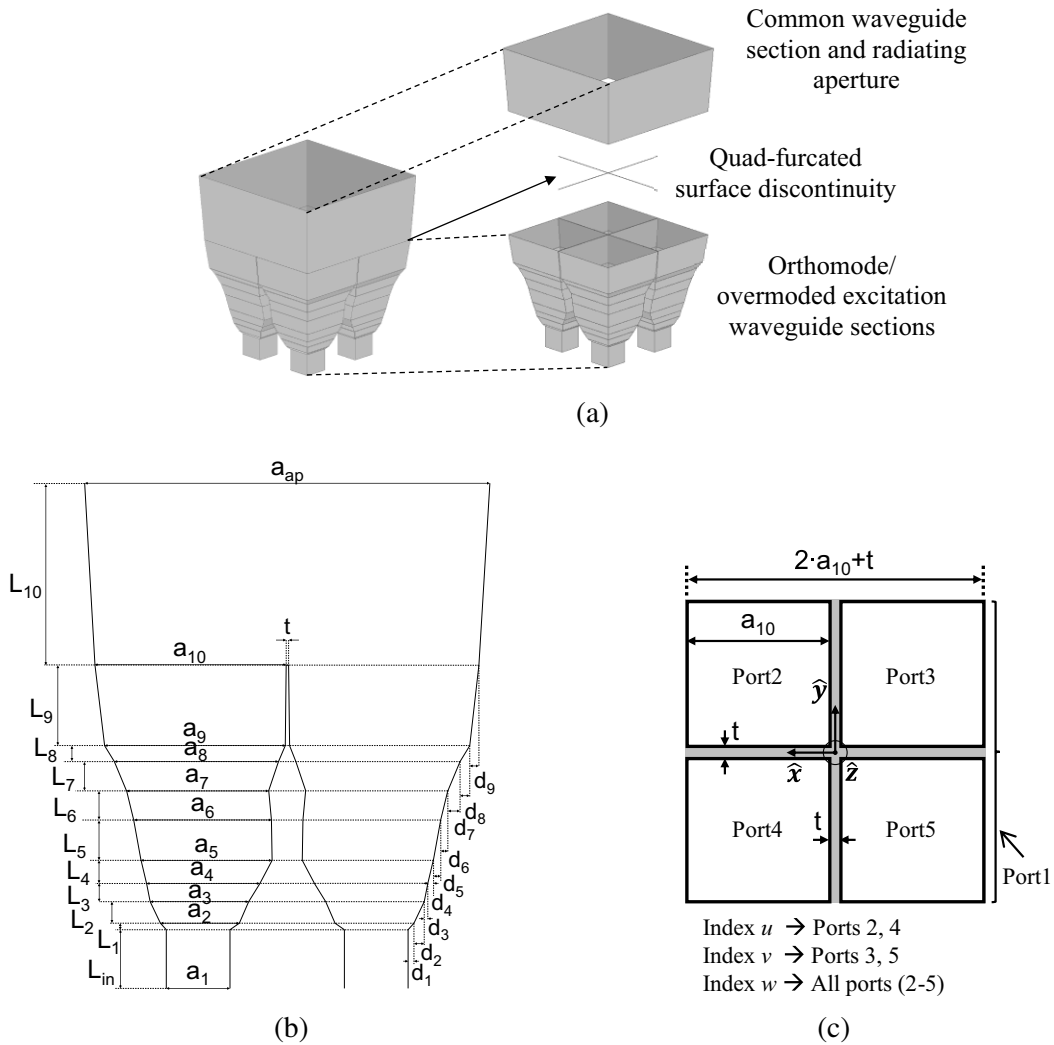 Common waveguide
section and radiating
aperture
Quad-furcated
surface discontinuity
Orthomode/
overmoded excitation
waveguide sections
(a)
a_ap
L_10
t
a_10
L_9
a_9
L_8
a_8
L_7
a_7
L_6
a_6
L_5
a_5
L_4
a_4
L_3
a_3
L_2
a_2
L_1
L_in
a_1
d_9
d_8
d_7
d_6
d_5
d_4
d_3
d_2
d_1
(b)
2·a_10+t
a_10
Port2
Port3
ŷ
t
x̂
ẑ
Port4
t
Port5
Port1
Index u → Ports 2, 4
Index v → Ports 3, 5
Index w → All ports (2-5)
(c)